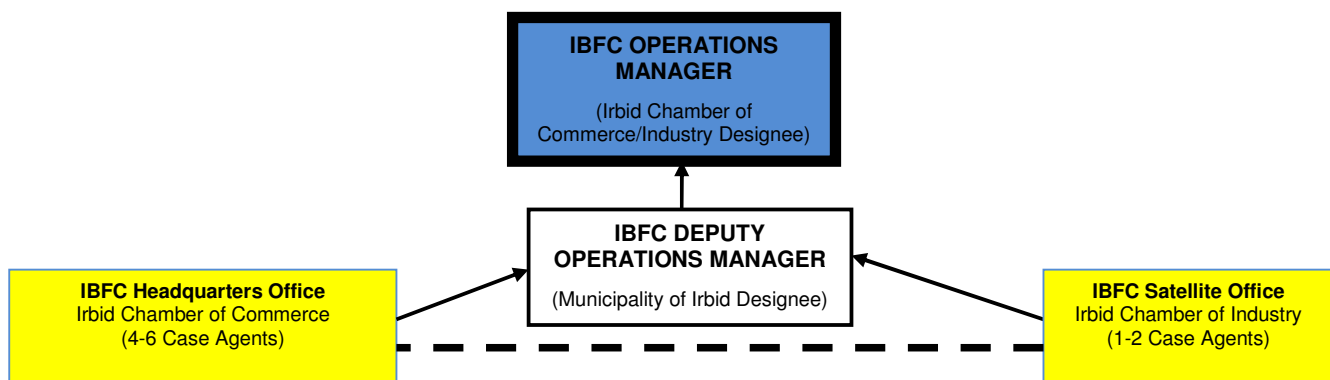 IBFC OPERATIONS
MANAGER
(Irbid Chamber of
Commerce/Industry Designee)
IBFC DEPUTY
OPERATIONS MANAGER
(Municipality of Irbid Designee)
IBFC Headquarters Office
Irbid Chamber of Commerce
(4-6 Case Agents)
IBFC Satellite Office
Irbid Chamber of Industry
(1-2 Case Agents)